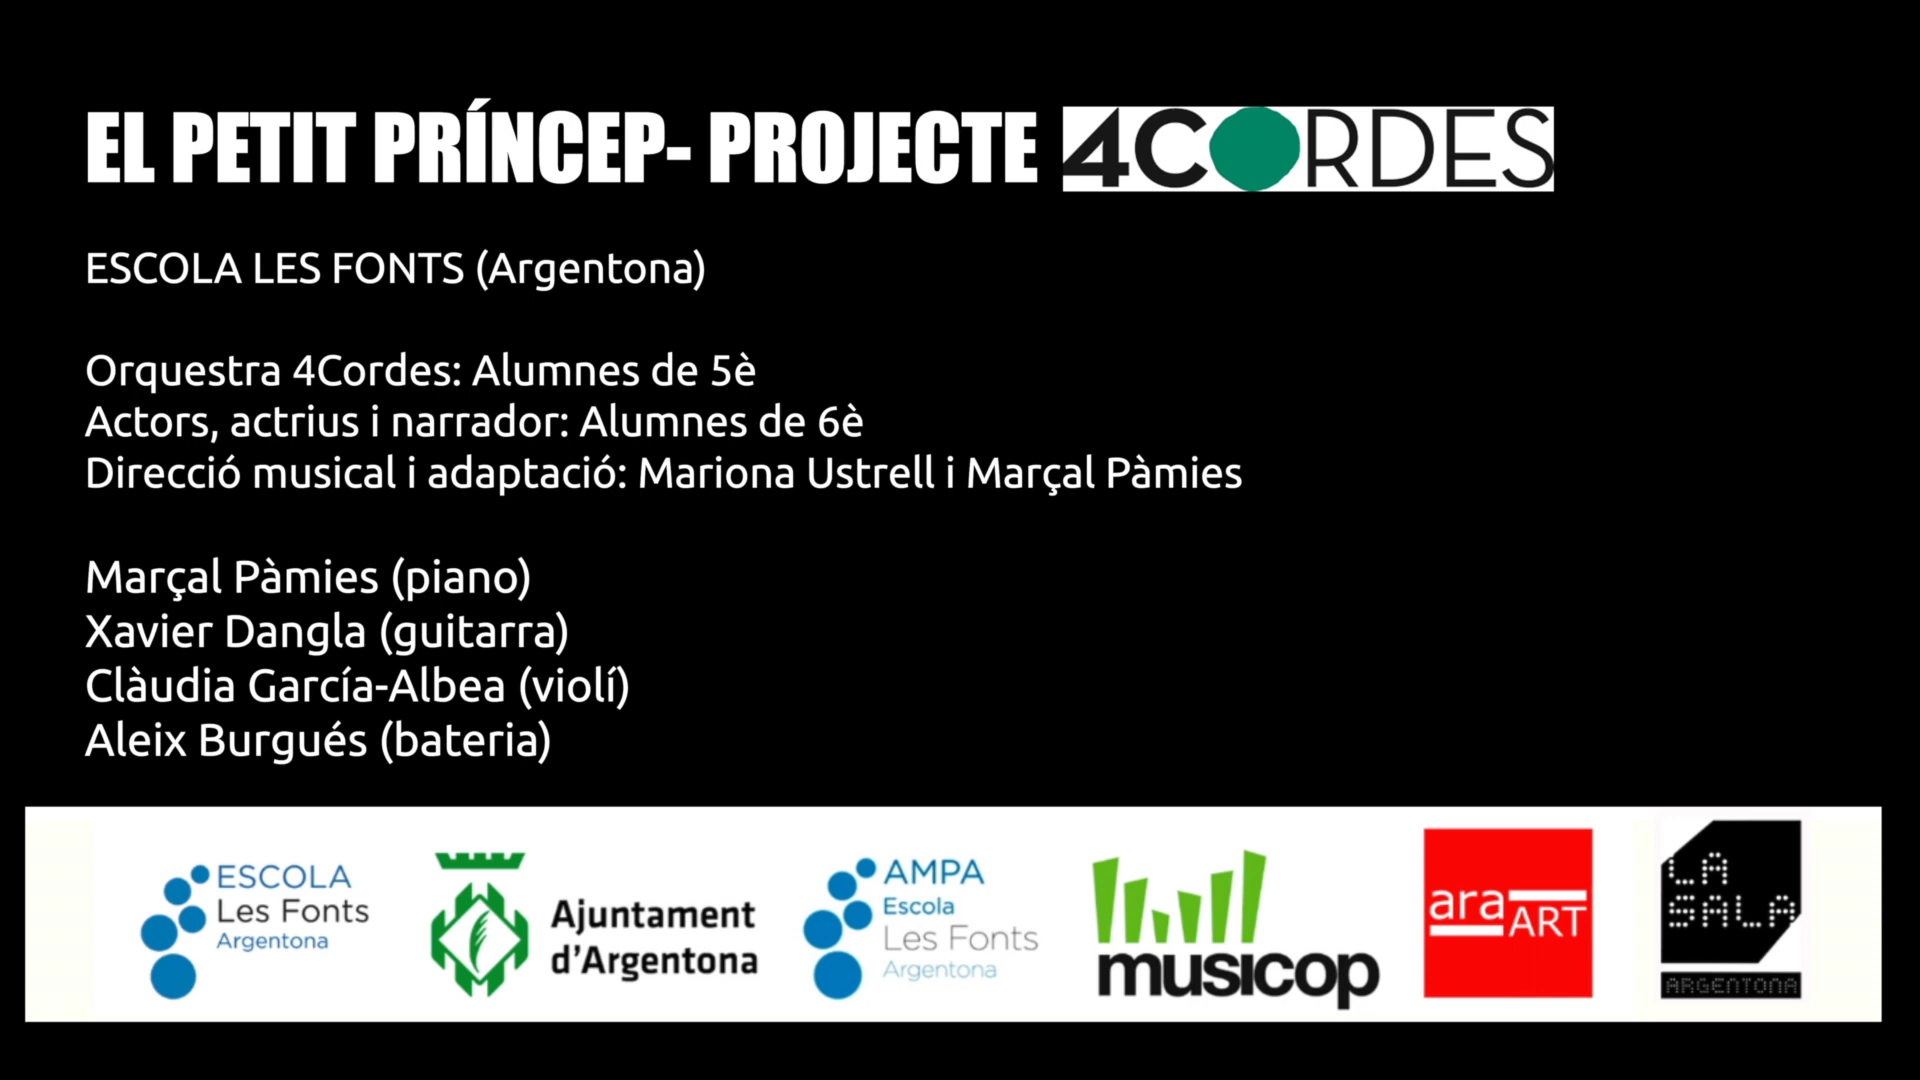 EL PETIT PRÍNCEP- PROJECTE 4CORDES
ESCOLA LES FONTS (Argentona)
Orquestra 4Cordes: Alumnes de 5è
Actors, actrius i narrador: Alumnes de 6è
Direcció musical i adaptació: Mariona Ustrell i Marçal Pàmies
Marçal Pàmies (piano)
Xavier Dangla (guitarra)
Clàudia García-Albea (violí)
Aleix Burgués (bateria)
ESCOLA
Les Fonts
Argentona
Ajuntament
d'Argentona
AMPA
Escola
Les Fonts
Argentona
musicop
ara
ART
LA
SALA
ARGENTONA